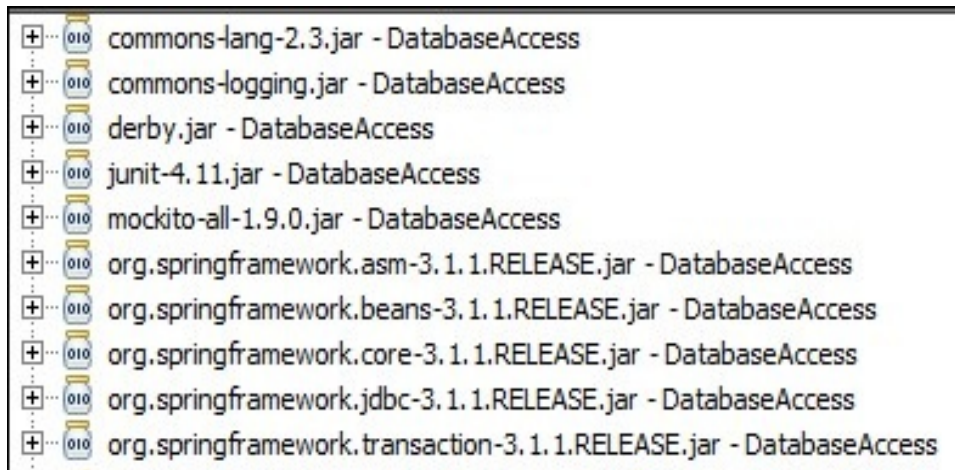 commons-lang-2.3.jar - DatabaseAccess
commons-logging.jar - DatabaseAccess
derby.jar - DatabaseAccess
junit-4.11.jar - DatabaseAccess
mockito-all-1.9.0.jar - DatabaseAccess
org.springframework.asm-3.1.1.RELEASE.jar - DatabaseAccess
org.springframework.beans-3.1.1.RELEASE.jar - DatabaseAccess
org.springframework.core-3.1.1.RELEASE.jar - DatabaseAccess
org.springframework.jdbc-3.1.1.RELEASE.jar - DatabaseAccess
org.springframework.transaction-3.1.1.RELEASE.jar - DatabaseAccess